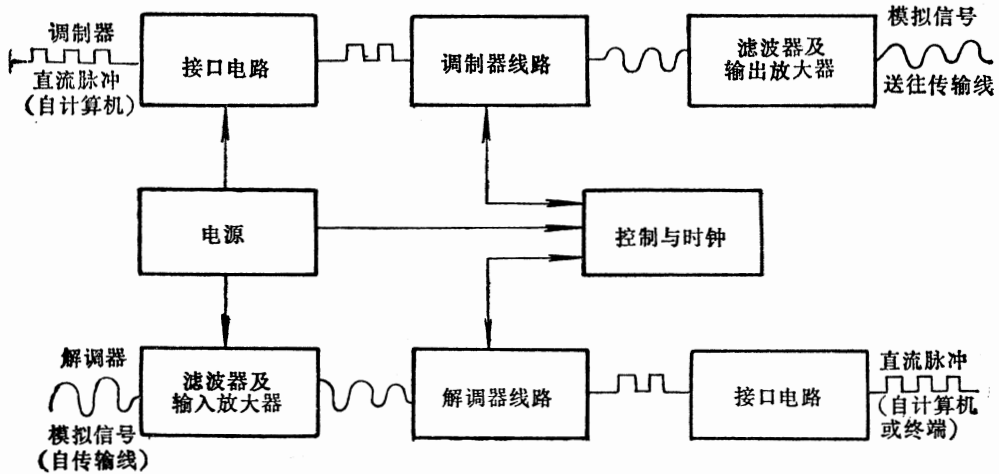 调制器
直流脉冲
(自计算机)
接口电路
调制器线路
滤波器及
输出放大器
模拟信号
送往传输线
电源
控制与时钟
解调器
模拟信号
(自传输线)
滤波器及
输入放大器
解调器线路
接口电路
直流脉冲
(自计算机
或终端)